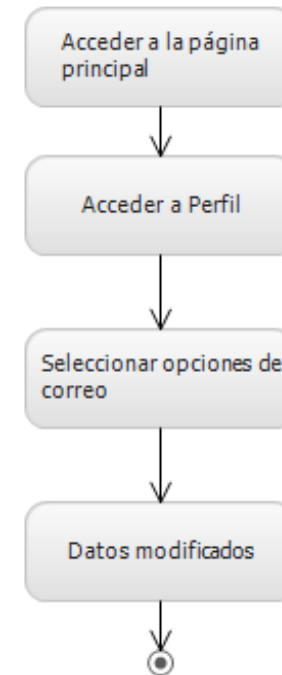 Acceder a la página
principal
Acceder a Perfil
Seleccionar opciones de
correo
Datos modificados